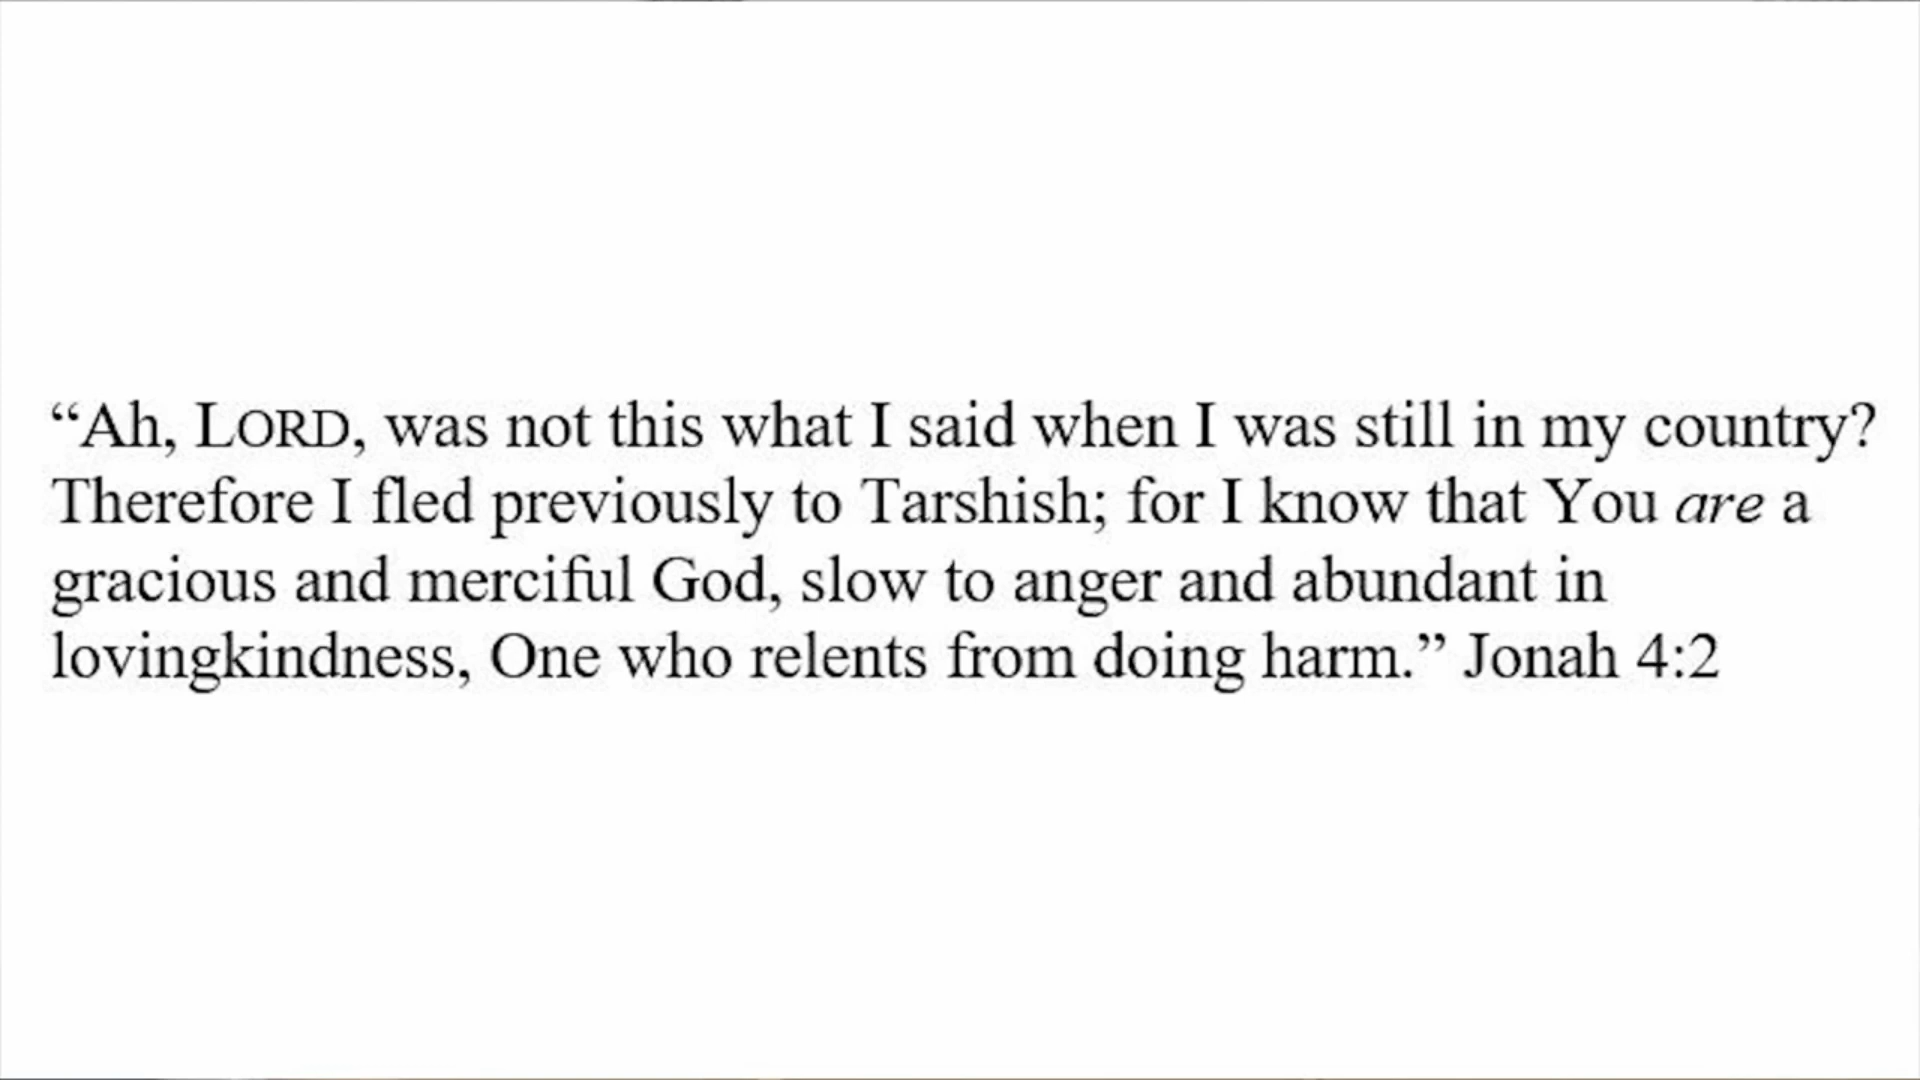 “Ah, LORD, was not this what I said when I was still in my country?
Therefore I fled previously to Tarshish; for I know that You are a
gracious and merciful God, slow to anger and abundant in
lovingkindness, One who relents from doing harm.” Jonah 4:2